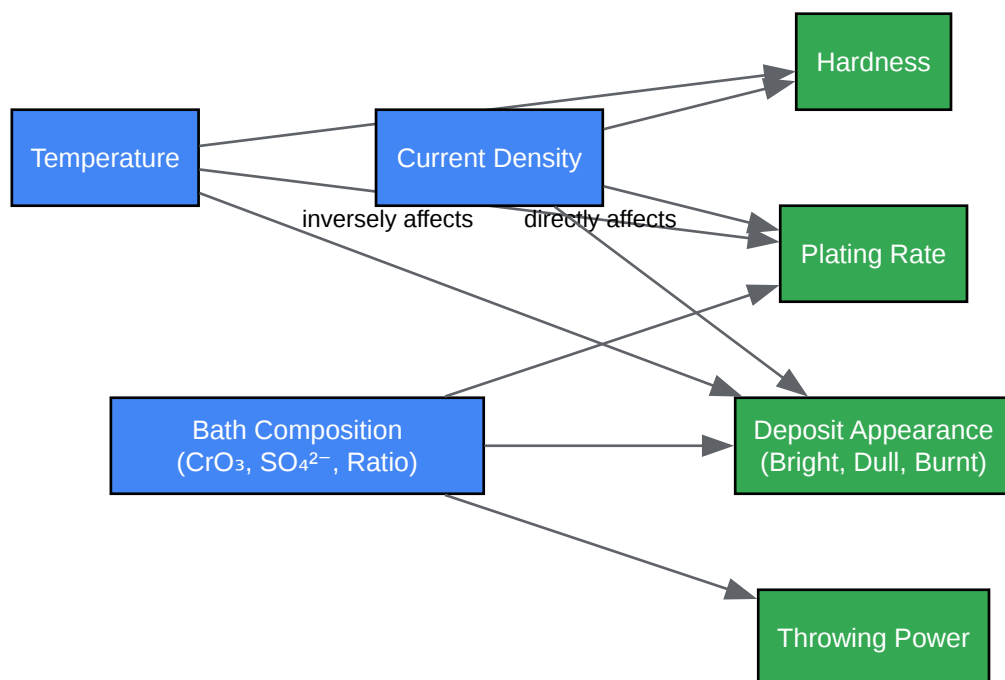 Hardness
Temperature
Current Density
inversely affects
directly affects
Plating Rate
Bath Composition
(CrO₃, SO₄²⁻, Ratio)
Deposit Appearance
(Bright, Dull, Burnt)
Throwing Power